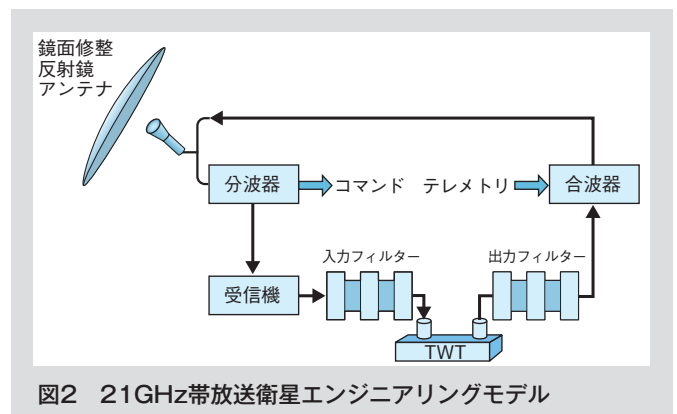 鏡面修整
反射鏡
アンテナ
分波器
コマンド
テレメトリ
合波器
受信機
入力フィルター
出力フィルター
TWT
図2 21GHz帯放送衛星エンジニアリングモデル